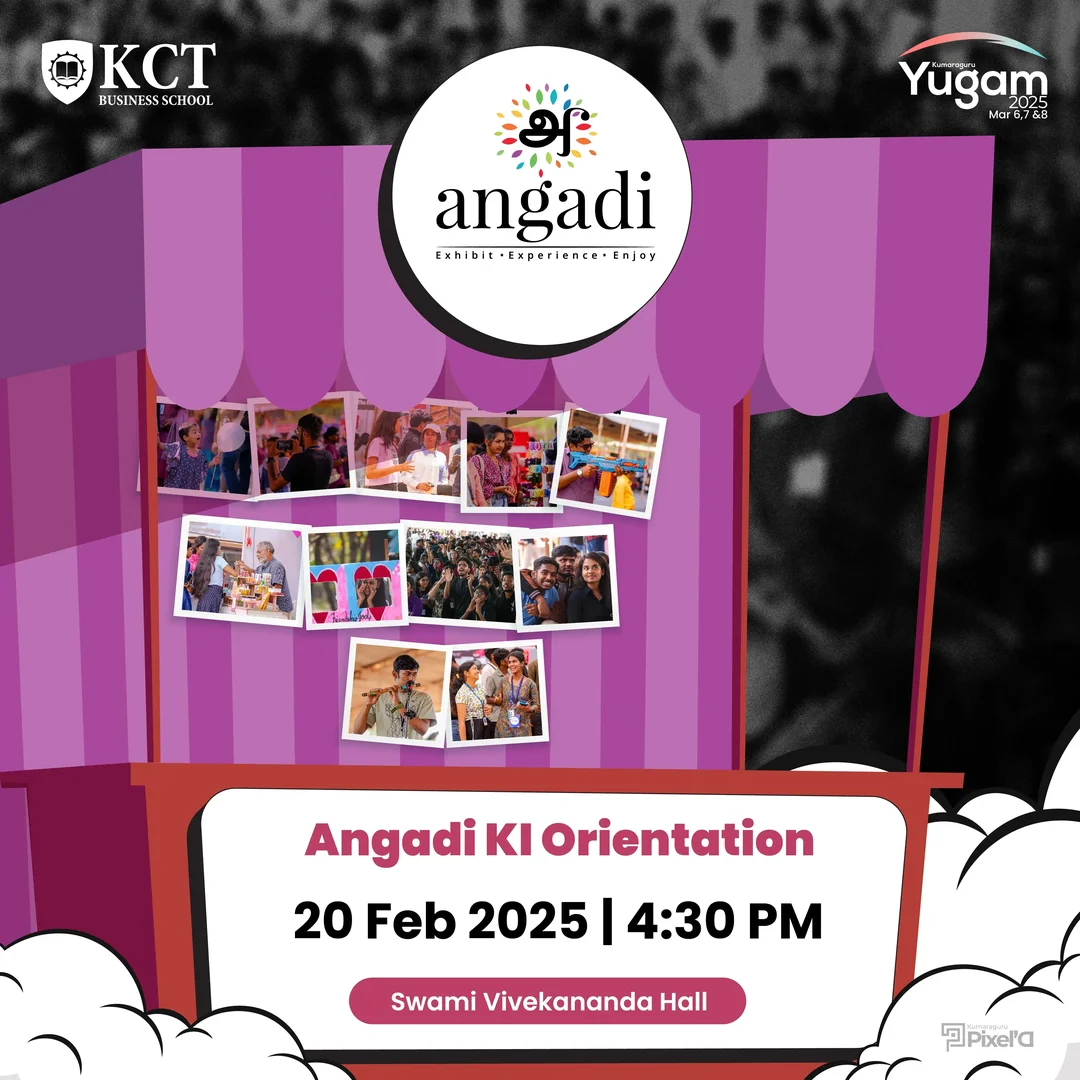 KCT
BUSINESS SCHOOL
Kumaraguru
Yugam
2025
Mar 6,7 &8
அ
angadi
Exhibit • Experience • Enjoy
Angadi KI Orientation
20 Feb 2025 | 4:30 PM
Swami Vivekananda Hall
Kumaraguru
Pixel'a